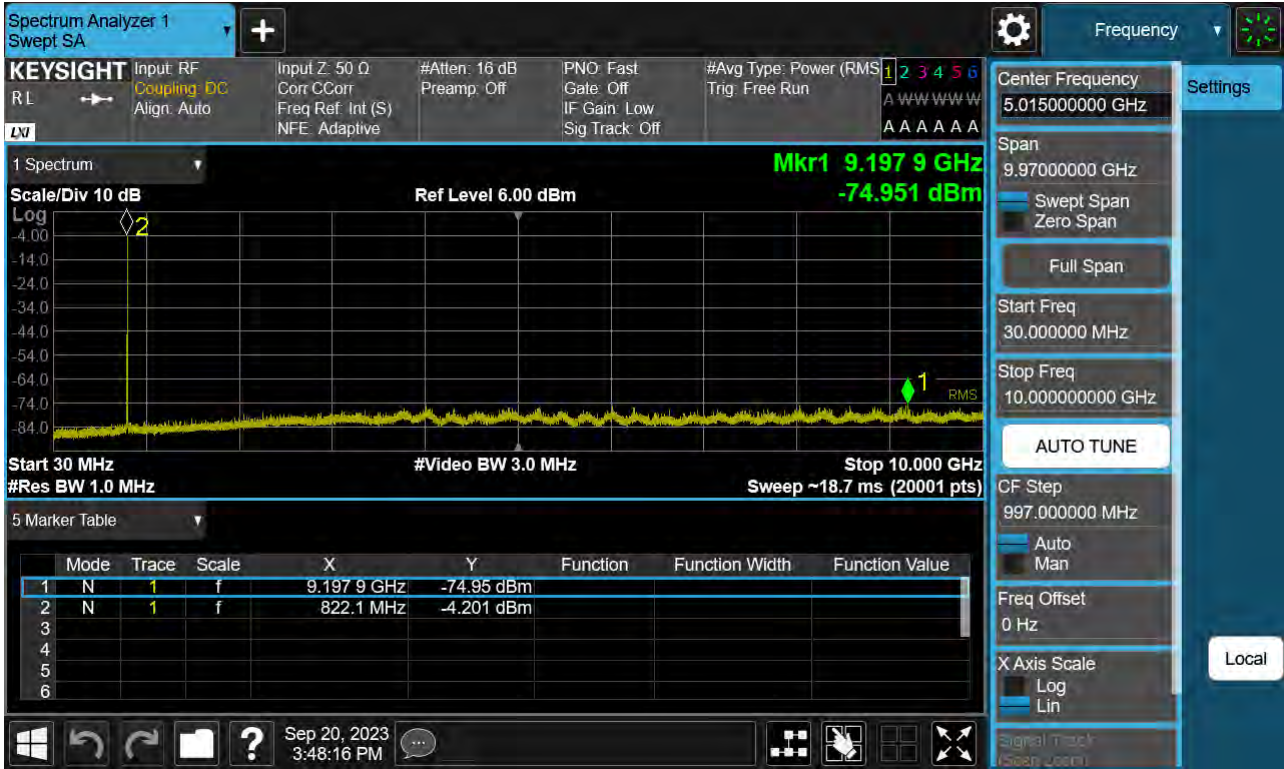 Spectrum Analyzer 1
Swept SA
Frequency
KEYSIGHT
RL
LXI
Input: RF
Coupling: DC
Align: Auto
Input Z: 50 Ω
Corr CCorr
Freq Ref: Int (S)
NFE: Adaptive
#Atten: 16 dB
Preamp: Off
PNO: Fast
Gate: Off
IF Gain: Low
Sig Track: Off
#Avg Type: Power (RMS
Trig: Free Run
1 2 3 4 5 6
A W W W W W
A A A A A A
1 Spectrum
Scale/Div 10 dB
Ref Level 6.00 dBm
Mkr1 9.197 9 GHz
-74.951 dBm
Log
2
-4.00
-14.0
-24.0
-34.0
-44.0
-54.0
-64.0
1
RMS
-74.0
-84.0
Start 30 MHz
#Video BW 3.0 MHz
Stop 10.000 GHz
#Res BW 1.0 MHz
Sweep ~18.7 ms (20001 pts)
5 Marker Table
Mode Trace Scale X Y Function Function Width Function Value
1 N 1 f 9.197 9 GHz -74.95 dBm
2 N 1 f 822.1 MHz -4.201 dBm
3
4
5
6
Sep 20, 2023
3:48:16 PM
Center Frequency
5.015000000 GHz
Settings
Span
9.97000000 GHz
Swept Span
Zero Span
Full Span
Start Freq
30.000000 MHz
Stop Freq
10.000000000 GHz
AUTO TUNE
CF Step
997.000000 MHz
Auto
Man
Freq Offset
0 Hz
X Axis Scale
Log
Lin
Signal Track
(Span Zoom)
Local